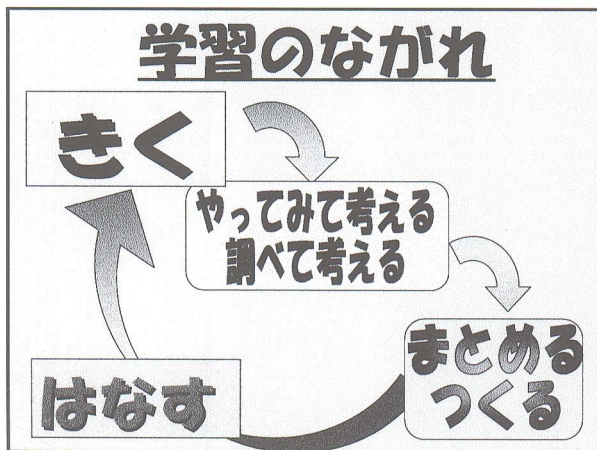 学習のながれ
きく
やってみて考える
調べて考える
まとめる
つくる
はなす